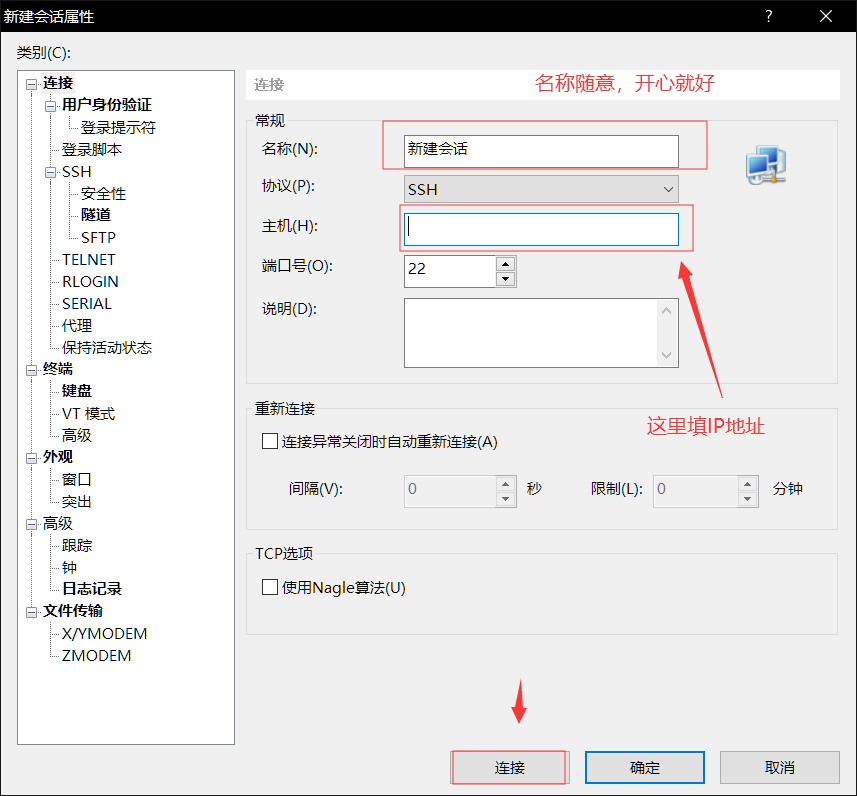 新建会话属性
?
类别(C):
连接
用户身份验证
登录提示符
登录脚本
SSH
安全性
隧道
SFTP
TELNET
RLOGIN
SERIAL
代理
保持活动状态
终端
键盘
VT 模式
高级
外观
窗口
突出
高级
跟踪
钟
日志记录
文件传输
X/YMODEM
ZMODEM
连接
名称随意，开心就好
常规
名称(N):
新建会话
协议(P):
SSH
主机(H):
端口号(O):
22
说明(D):
这里填IP地址
重新连接
连接异常关闭时自动重新连接(A)
间隔(V):
0
秒
限制(L):
0
分钟
TCP选项
使用Nagle算法(U)
连接
确定
取消